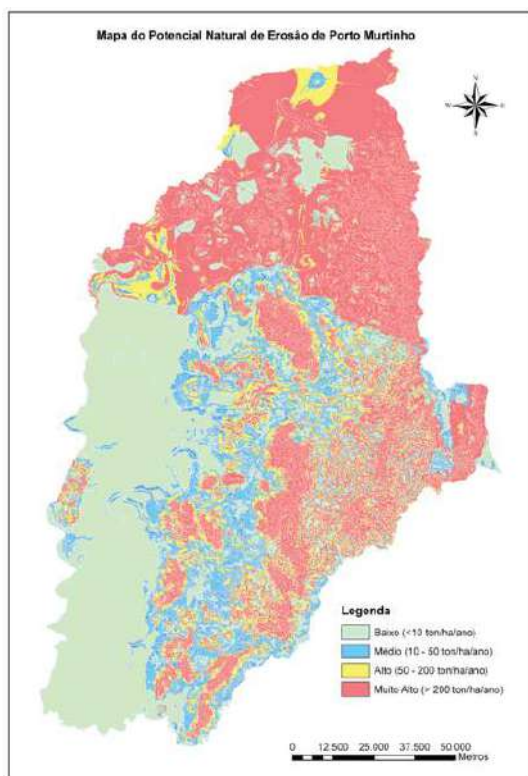 Mapa do Potencial Natural de Erosão de Porto Murtinho
N
W
E
S
Legenda
Baixo (<10 ton/ha/ano)
Médio (10 - 50 ton/ha/ano)
Alto (50 - 200 ton/ha/ano)
Muito Alto (> 200 ton/ha/ano)
0 12.500 25.000 37.500 50.000
Metros